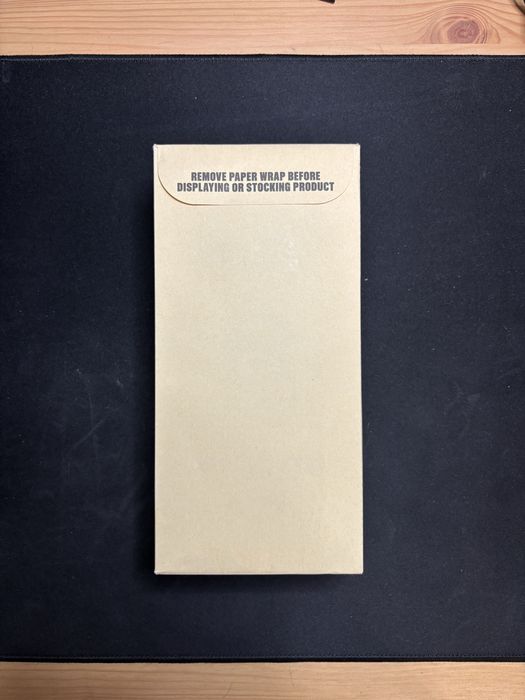 REMOVE PAPER WRAP BEFORE
DISPLAYING OR STOCKING PRODUCT